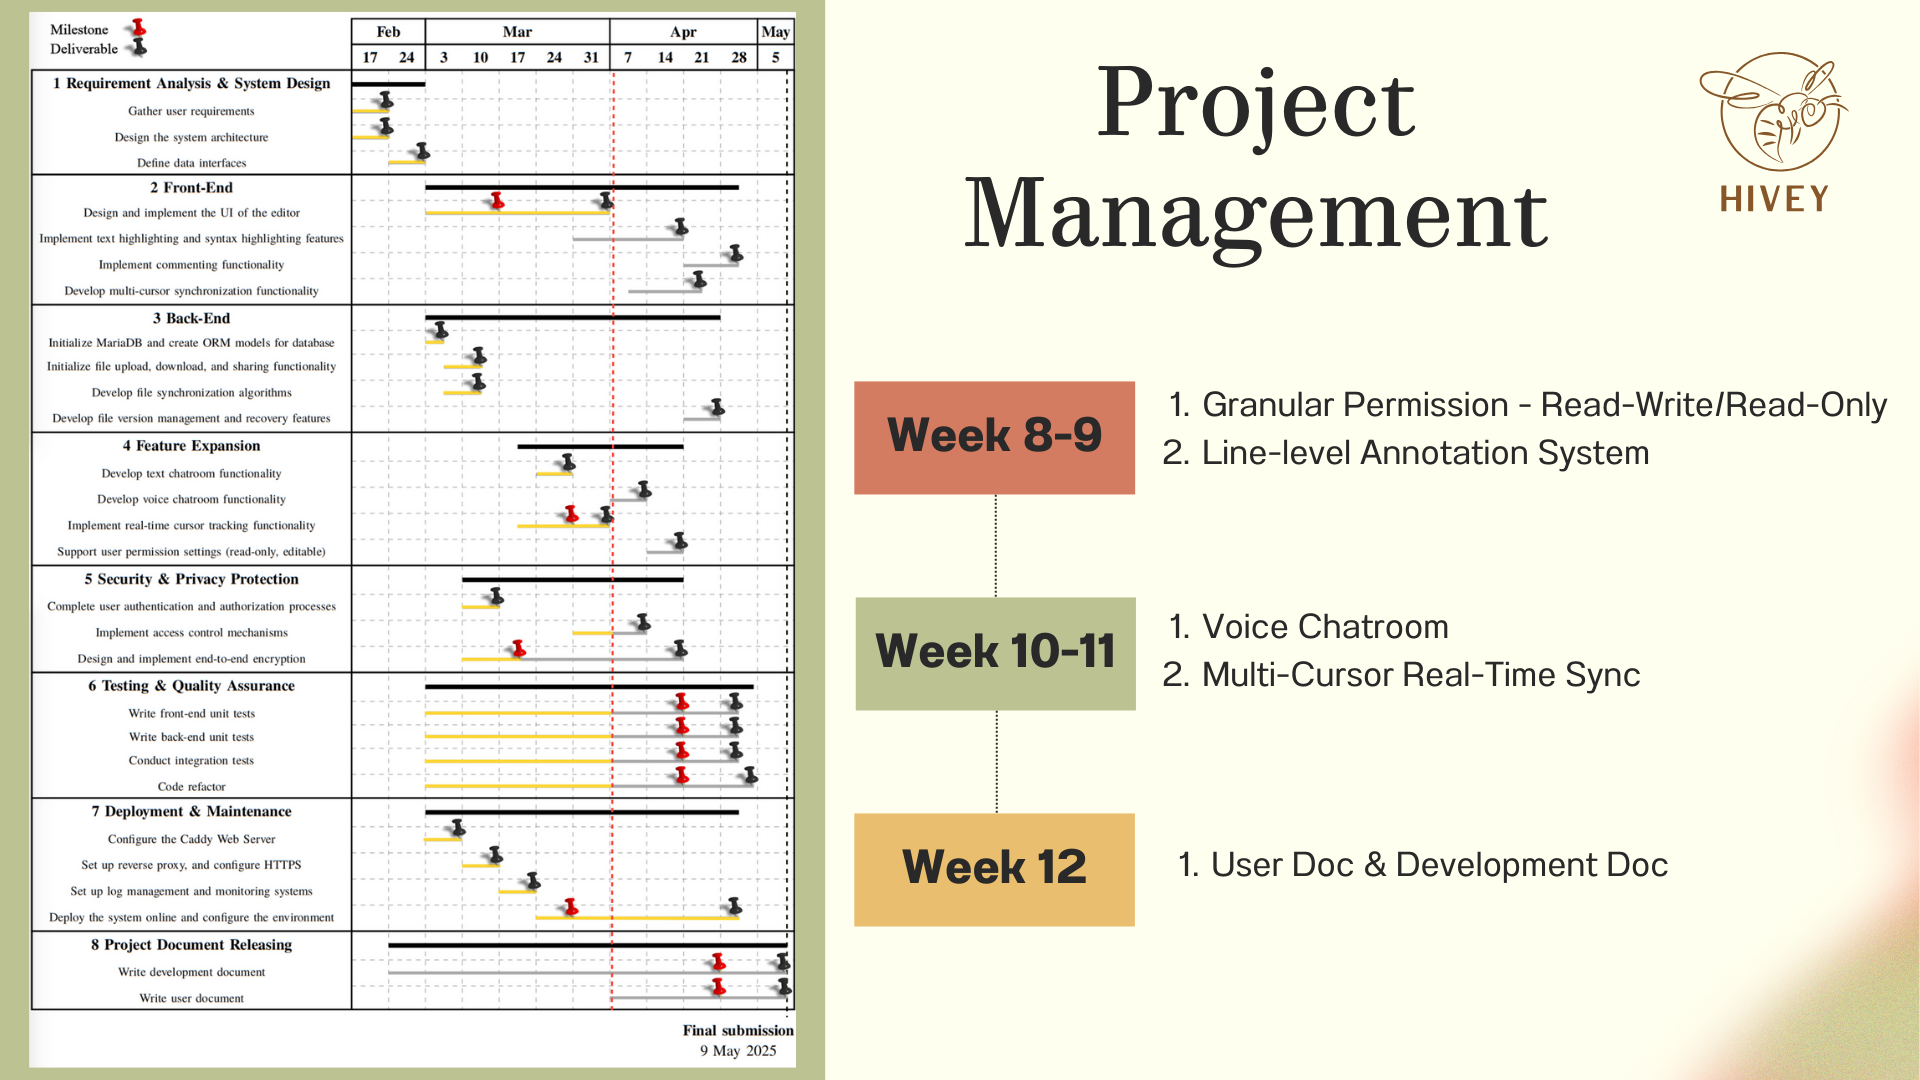 Milestone
Deliverable
Feb Mar Apr May
17 24 3 10 17 24 31 7 14 21 28 5
1 Requirement Analysis & System Design
Gather user requirements
Design the system architecture
Define data interfaces
2 Front-End
Design and implement the UI of the editor
Implement text highlighting and syntax highlighting features
Implement commenting functionality
Develop multi-cursor synchronization functionality
3 Back-End
Initialize MariaDB and create ORM models for database
Initialize file upload, download, and sharing functionality
Develop file synchronization algorithms
Develop file version management and recovery features
4 Feature Expansion
Develop text chatroom functionality
Develop voice chatroom functionality
Implement real-time cursor tracking functionality
Support user permission settings (read-only, editable)
5 Security & Privacy Protection
Complete user authentication and authorization processes
Implement access control mechanisms
Design and implement end-to-end encryption
6 Testing & Quality Assurance
Write front-end unit tests
Write back-end unit tests
Conduct integration tests
Code refactor
7 Deployment & Maintenance
Configure the Caddy Web Server
Set up reverse proxy, and configure HTTPS
Set up log management and monitoring systems
Deploy the system online and configure the environment
8 Project Document Releasing
Write development document
Write user document
Final submission
9 May 2025
Project
Management
HIVEY
Week 8-9
1. Granular Permission - Read-Write/Read-Only
2. Line-level Annotation System
Week 10-11
1. Voice Chatroom
2. Multi-Cursor Real-Time Sync
Week 12
1. User Doc & Development Doc